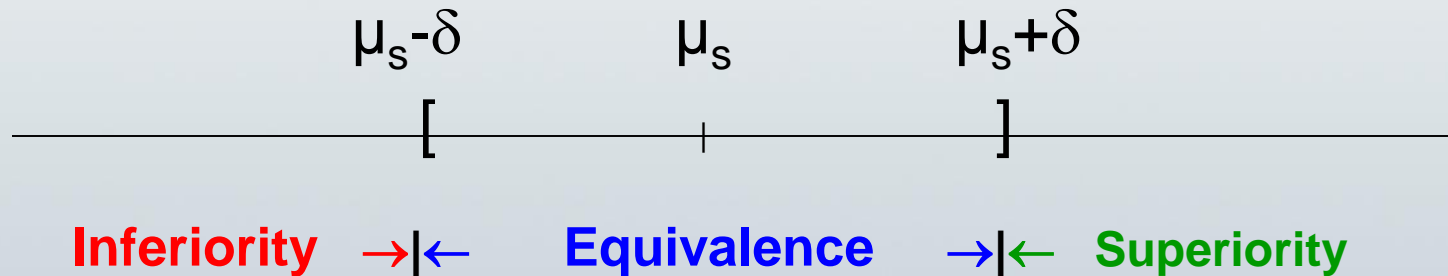 μₛ-δ μₛ μₛ+δ
[ ]
Inferiority →|← Equivalence →|← Superiority